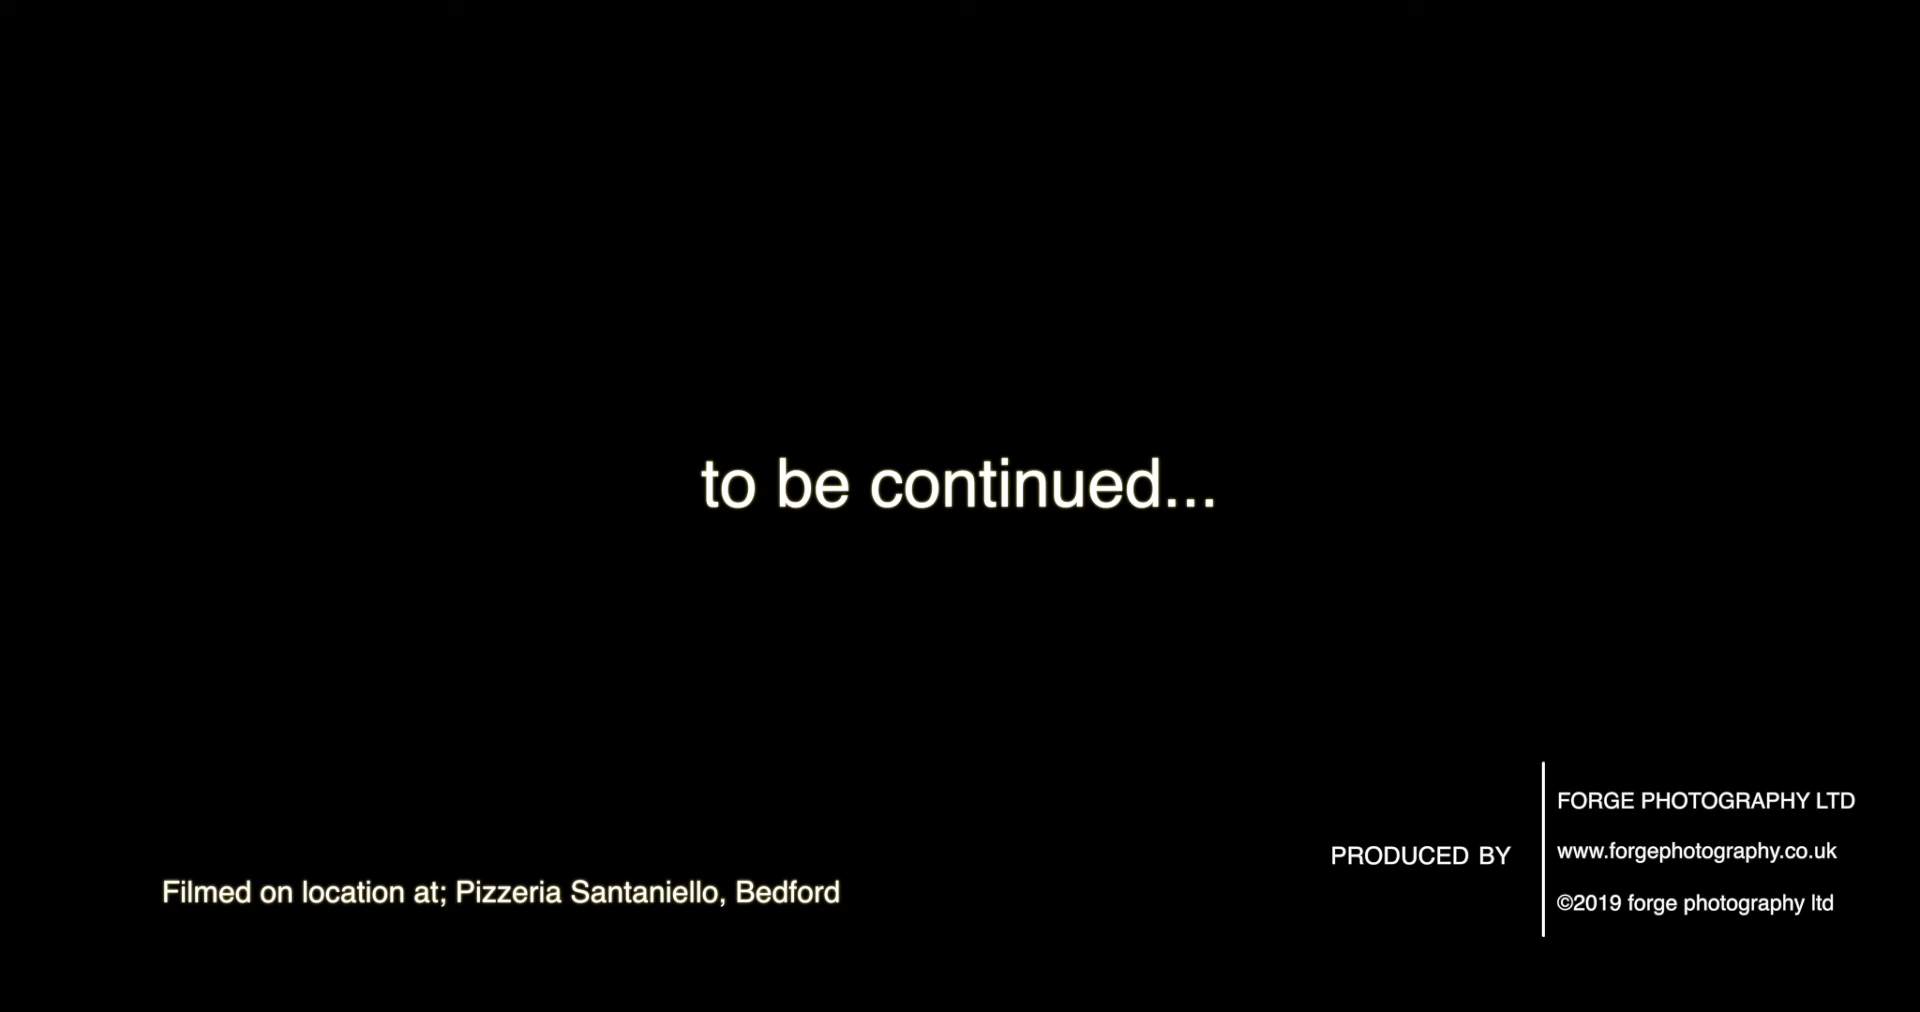 to be continued...
Filmed on location at; Pizzeria Santaniello, Bedford
PRODUCED BY
FORGE PHOTOGRAPHY LTD
www.forgephotography.co.uk
©2019 forge photography ltd